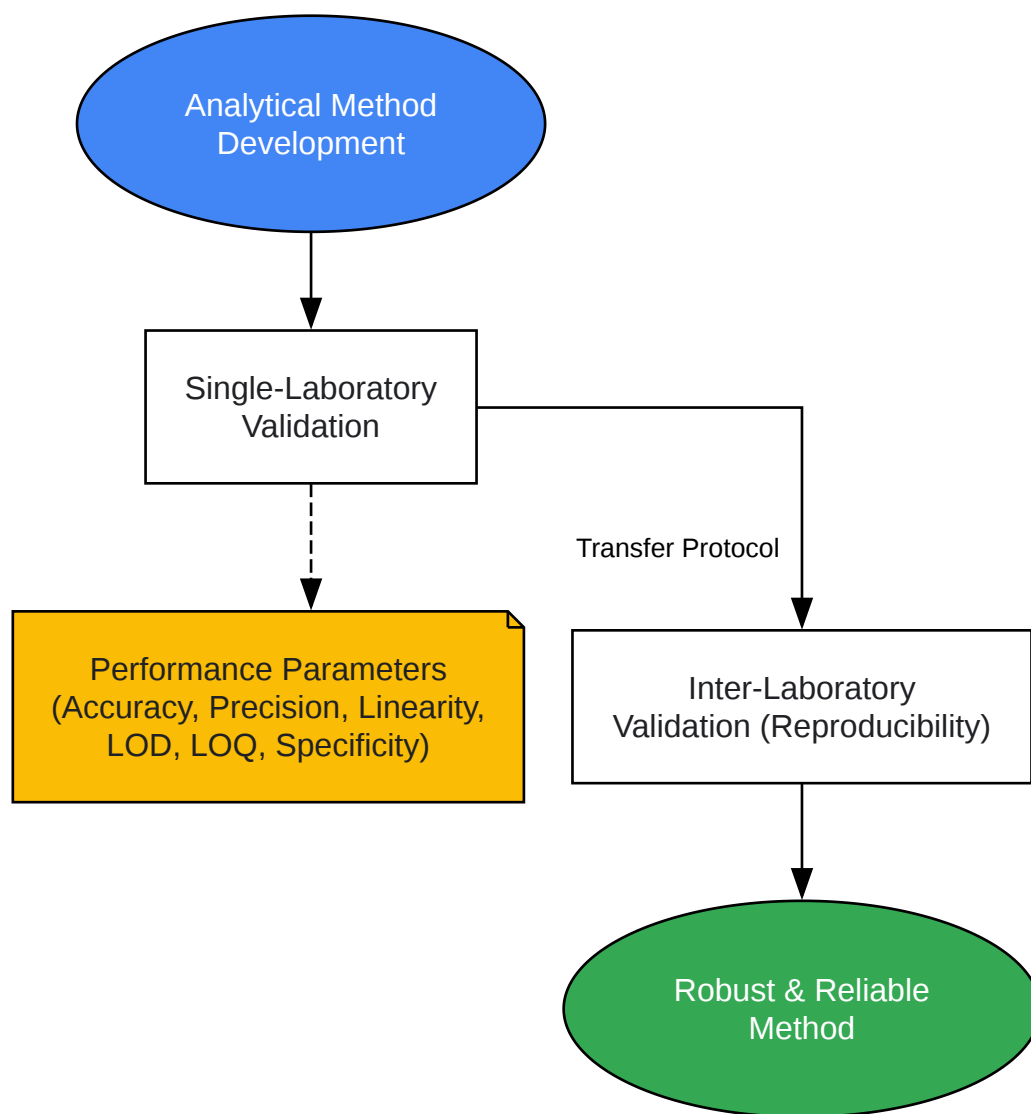 Analytical Method
Development
Single-Laboratory
Validation
Transfer Protocol
Performance Parameters
(Accuracy, Precision, Linearity,
LOD, LOQ, Specificity)
Inter-Laboratory
Validation (Reproducibility)
Robust & Reliable
Method